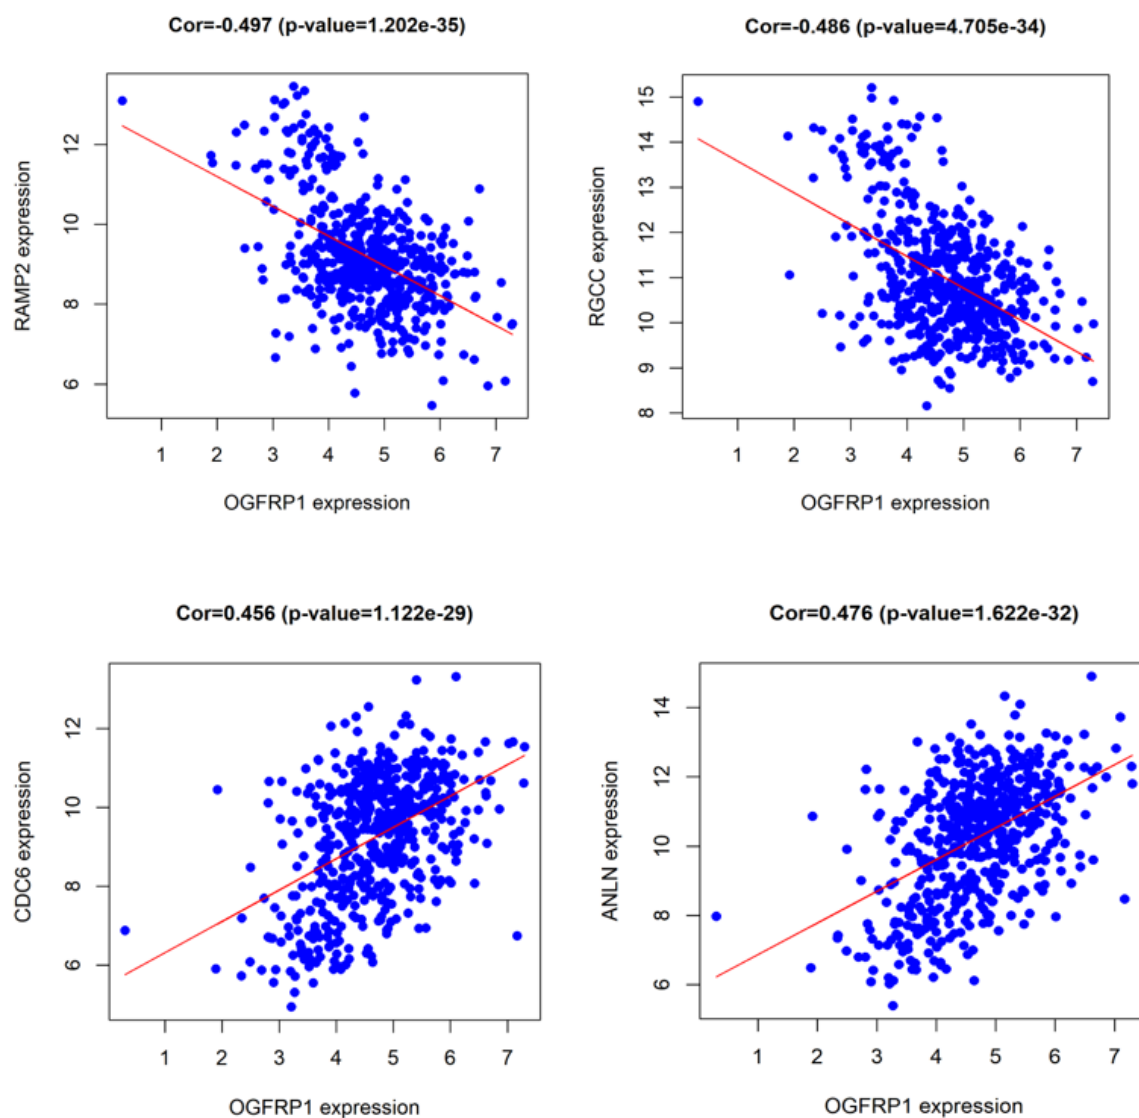 Cor=-0.497 (p-value=1.202e-35)
RAMP2 expression
12
10
8
6
1 2 3 4 5 6 7
OGFRP1 expression
Cor=-0.486 (p-value=4.705e-34)
RGCC expression
15
14
13
12
11
10
9
8
1 2 3 4 5 6 7
OGFRP1 expression
Cor=0.456 (p-value=1.122e-29)
CDC6 expression
12
10
8
6
1 2 3 4 5 6 7
OGFRP1 expression
Cor=0.476 (p-value=1.622e-32)
ANLN expression
14
12
10
8
6
1 2 3 4 5 6 7
OGFRP1 expression